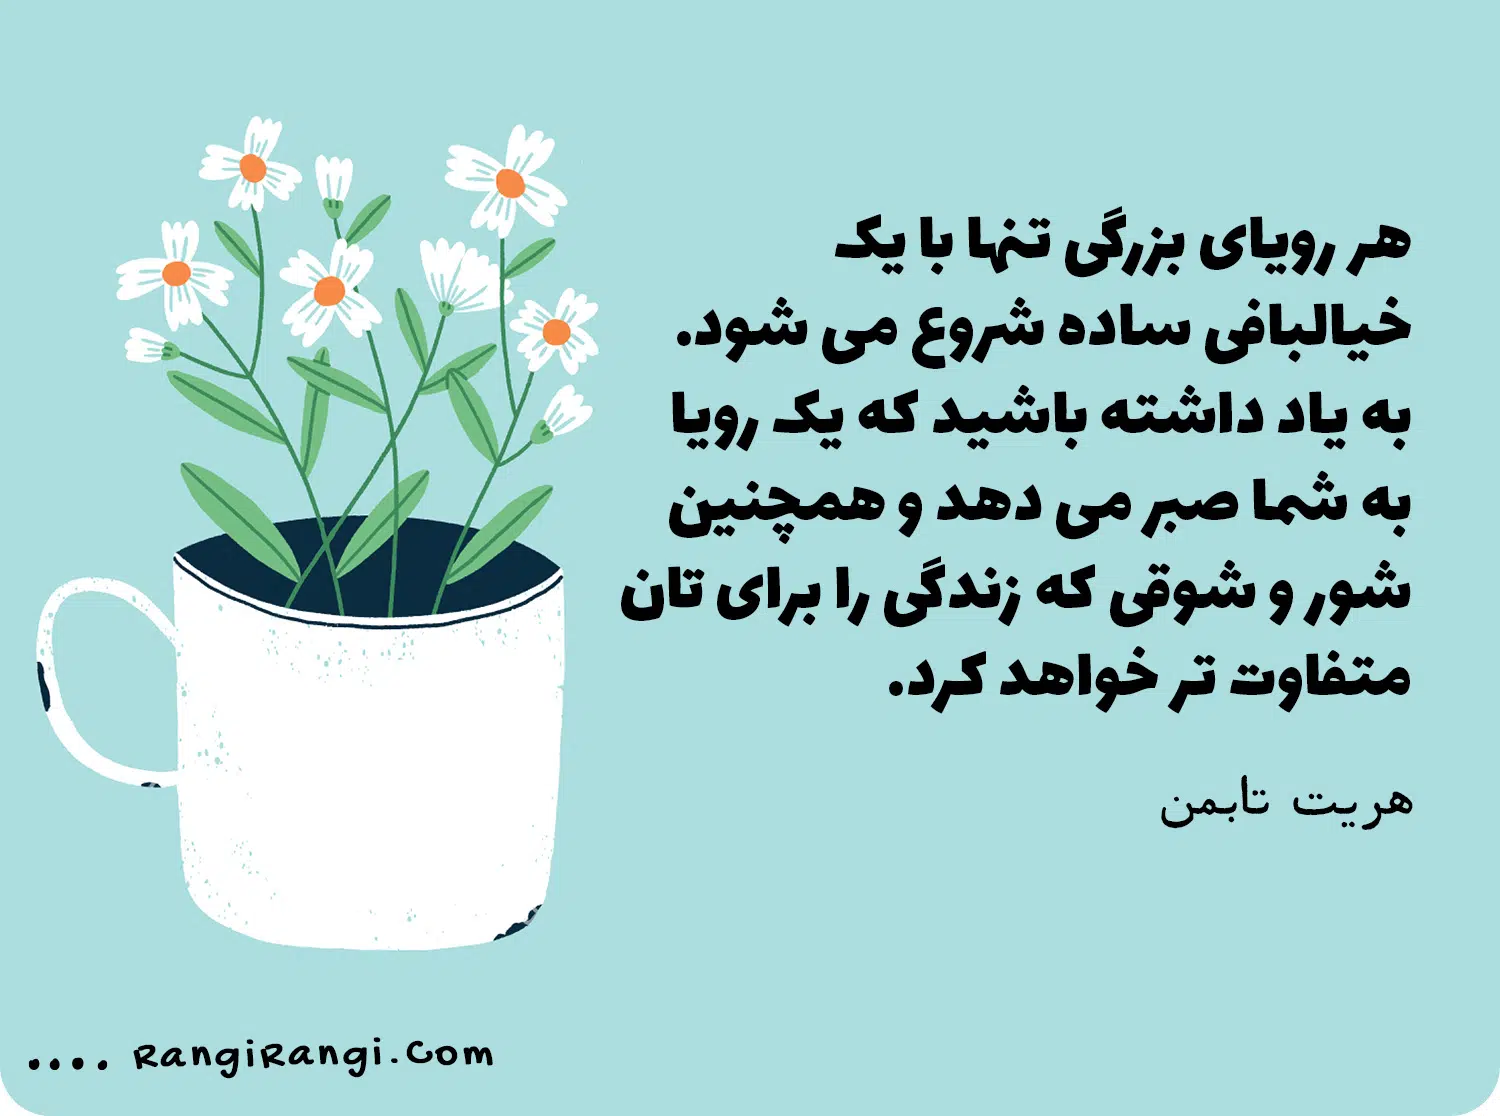 هر رویای بزرگی تنها با یک
خیالبافی ساده شروع می شود.
به یاد داشته باشید که یک رویا
به شما صبر می دهد و همچنین
شور و شوقی که زندگی را برای تان
متفاوت تر خواهد کرد.
هریت تابمن
.... RangiRangi.Com